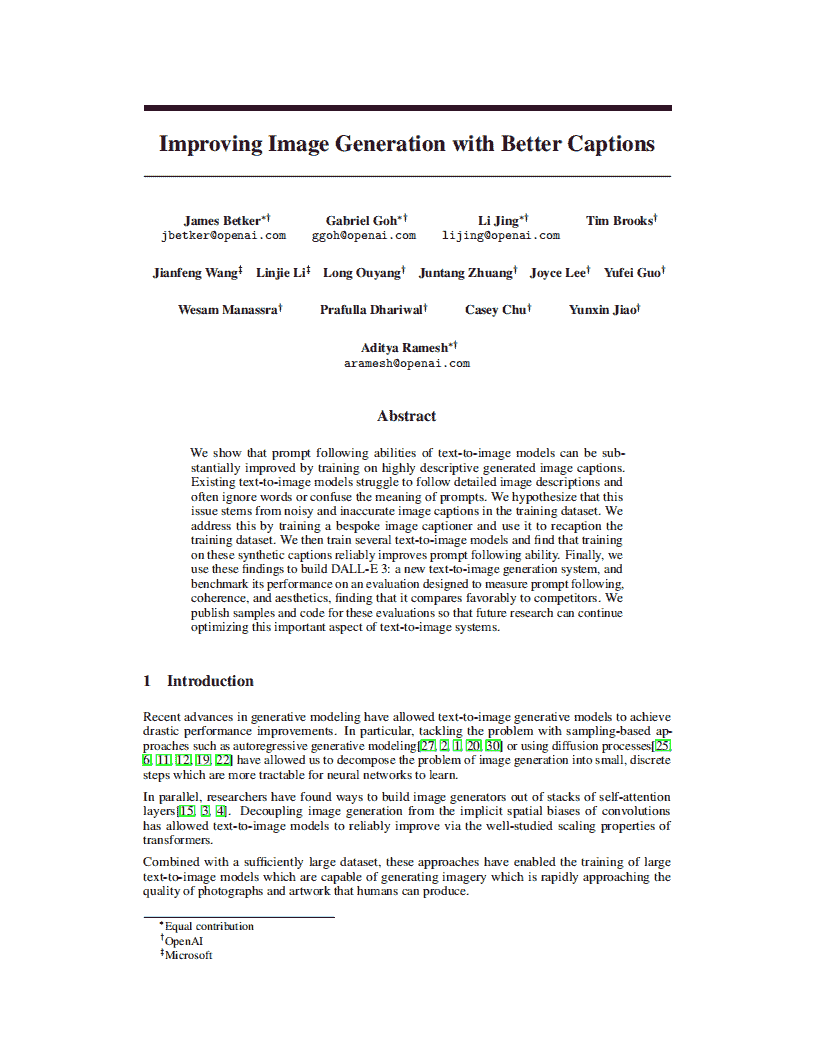 Improving Image Generation with Better Captions
James Betker*† Gabriel Goh*† Li Jing*† Tim Brooks†
jbetker@openai.com ggoh@openai.com lijing@openai.com
Jianfeng Wang‡ Linjie Li‡ Long Ouyang† Juntang Zhuang† Joyce Lee† Yufei Guo†
Wesam Manassra† Prafulla Dhariwal† Casey Chu† Yunxin Jiao†
Aditya Ramesh*†
aramesh@openai.com
Abstract
We show that prompt following abilities of text-to-image models can be sub-
stantially improved by training on highly descriptive generated image captions.
Existing text-to-image models struggle to follow detailed image descriptions and
often ignore words or confuse the meaning of prompts. We hypothesize that this
issue stems from noisy and inaccurate image captions in the training dataset. We
address this by training a bespoke image captioner and use it to recaption the
training dataset. We then train several text-to-image models and find that training
on these synthetic captions reliably improves prompt following ability. Finally, we
use these findings to build DALL-E 3: a new text-to-image generation system, and
benchmark its performance on an evaluation designed to measure prompt following,
coherence, and aesthetics, finding that it compares favorably to competitors. We
publish samples and code for these evaluations so that future research can continue
optimizing this important aspect of text-to-image systems.
1 Introduction
Recent advances in generative modeling have allowed text-to-image generative models to achieve
drastic performance improvements. In particular, tackling the problem with sampling-based ap-
proaches such as autoregressive generative modeling[27, 2, 1, 20, 30] or using diffusion processes[25,
6, 11, 12, 19, 22] have allowed us to decompose the problem of image generation into small, discrete
steps which are more tractable for neural networks to learn.
In parallel, researchers have found ways to build image generators out of stacks of self-attention
layers[15, 3, 4]. Decoupling image generation from the implicit spatial biases of convolutions
has allowed text-to-image models to reliably improve via the well-studied scaling properties of
transformers.
Combined with a sufficiently large dataset, these approaches have enabled the training of large
text-to-image models which are capable of generating imagery which is rapidly approaching the
quality of photographs and artwork that humans can produce.
*Equal contribution
†OpenAI
‡Microsoft